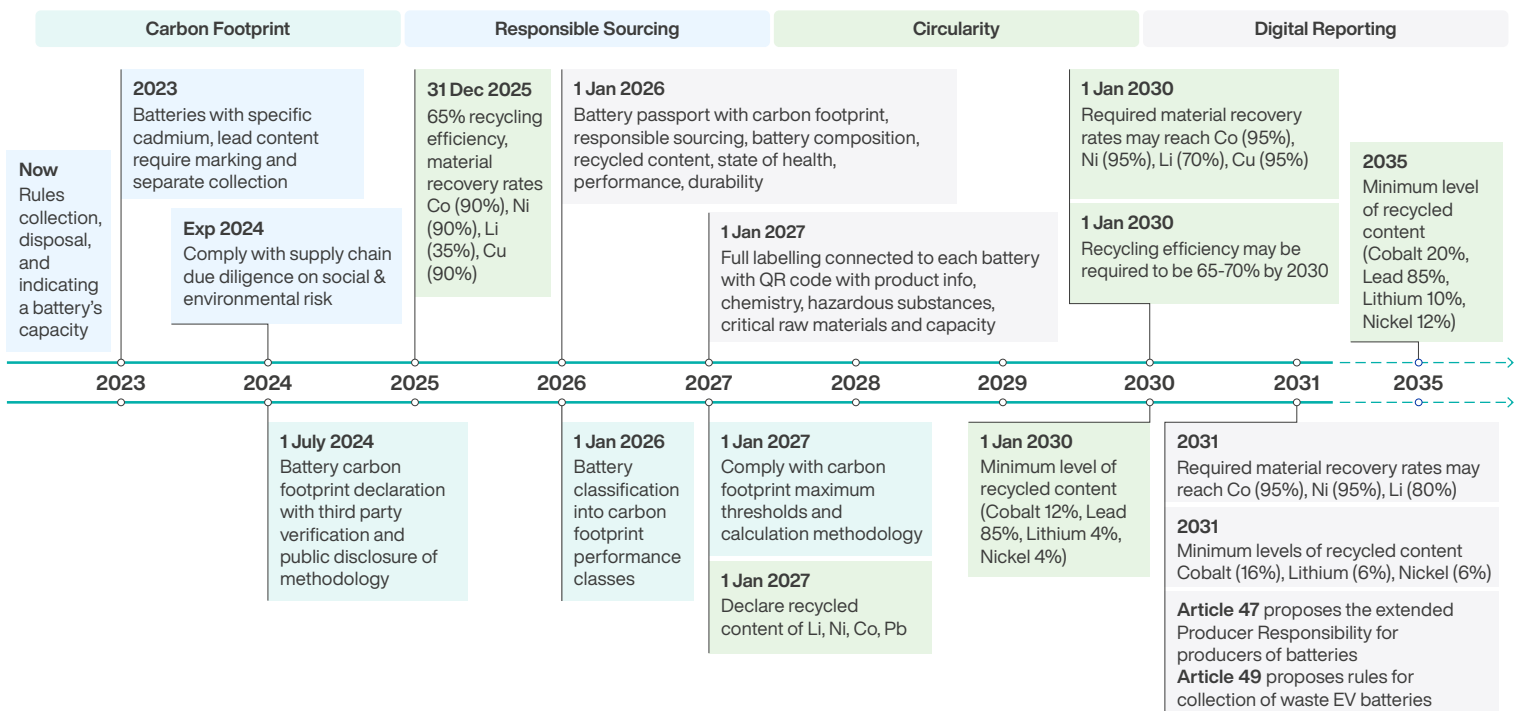 Carbon Footprint
Responsible Sourcing
Circularity
Digital Reporting
Now
Rules
collection,
disposal,
and
indicating
a battery's
capacity
2023
Batteries with specific
cadmium, lead content
require marking and
separate collection
Exp 2024
Comply with supply chain
due diligence on social &
environmental risk
31 Dec 2025
65% recycling
efficiency,
material
recovery rates
Co (90%), Ni
(90%), Li
(35%), Cu
(90%)
1 Jan 2026
Battery passport with carbon footprint,
responsible sourcing, battery composition,
recycled content, state of health,
performance, durability
1 Jan 2027
Full labelling connected to each battery
with QR code with product info,
chemistry, hazardous substances,
critical raw materials and capacity
1 Jan 2030
Required material recovery
rates may reach Co (95%),
Ni (95%), Li (70%), Cu (95%)
1 Jan 2030
Recycling efficiency may be
required to be 65-70% by 2030
2035
Minimum level
of recycled
content
(Cobalt 20%,
Lead 85%,
Lithium 10%,
Nickel 12%)
2023
2024
2025
2026
2027
2028
2029
2030
2031
2035
1 July 2024
Battery carbon
footprint declaration
with third party
verification and
public disclosure of
methodology
1 Jan 2026
Battery
classification
into carbon
footprint
performance
classes
1 Jan 2027
Comply with carbon
footprint maximum
thresholds and
calculation methodology
1 Jan 2027
Declare recycled
content of Li, Ni, Co, Pb
1 Jan 2030
Minimum level of
recycled content
(Cobalt 12%, Lead
85%, Lithium 4%,
Nickel 4%)
2031
Required material recovery rates may
reach Co (95%), Ni (95%), Li (80%)
2031
Minimum levels of recycled content
Cobalt (16%), Lithium (6%), Nickel (6%)
Article 47 proposes the extended
Producer Responsibility for
producers of batteries
Article 49 proposes rules for
collection of waste EV batteries